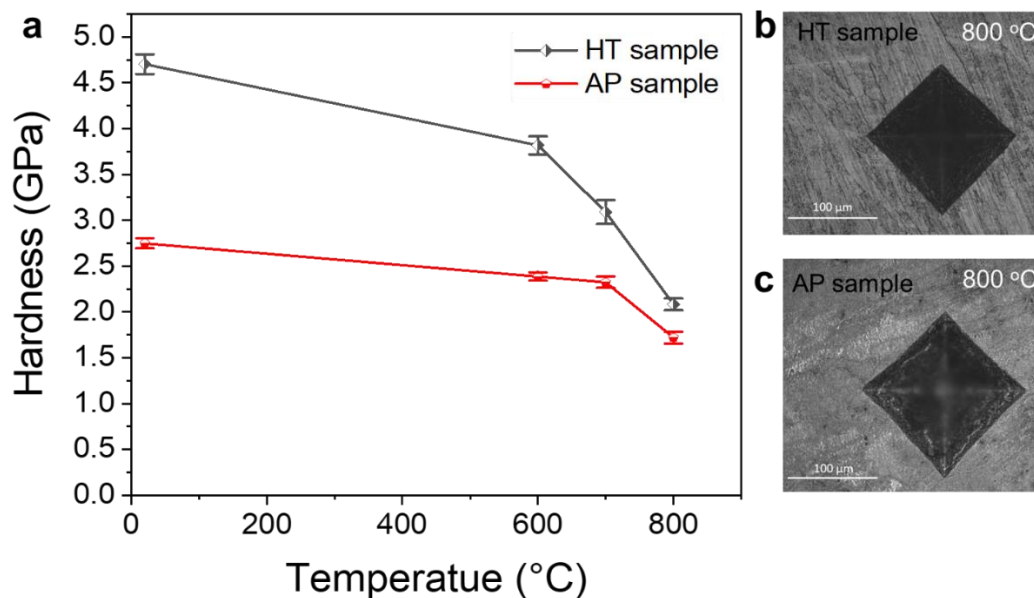 a
5.0
4.5
4.0
3.5
3.0
2.5
2.0
1.5
1.0
0.5
0.0
Hardness (GPa)
HT sample
AP sample
0
200
400
600
800
Temperatue (°C)
b
HT sample
800 ºC
100 µm
c
AP sample
800 ºC
100 µm